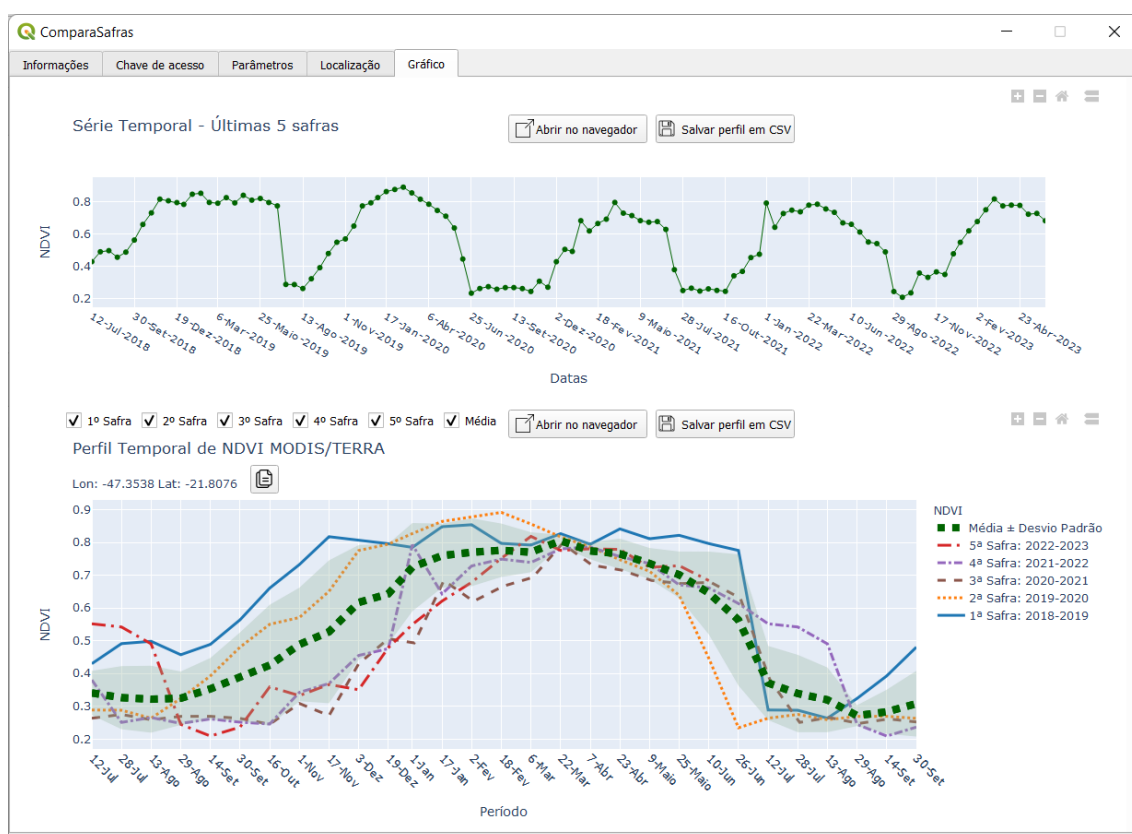 ComparaSafras
Informações Chave de acesso Parâmetros Localização Gráfico
Série Temporal - Últimas 5 safras
Abrir no navegador Salvar perfil em CSV
NDVI
0.8
0.6
0.4
0.2
12-Jul-2018 30-Set-2018 19-Dez-2018 6-Mar-2019 25-Maio-2019 13-Ago-2019 1-Nov-2019 17-Jan-2020 6-Abr-2020 25-Jun-2020 13-Set-2020 2-Dez-2020 18-Fev-2021 9-Maio-2021 28-Jul-2021 16-Out-2021 1-Jan-2022 22-Mar-2022 10-Jun-2022 29-Ago-2022 17-Nov-2022 2-Fev-2023 23-Abr-2023
Datas
1º Safra 2º Safra 3º Safra 4º Safra 5º Safra Média Abrir no navegador Salvar perfil em CSV
Perfil Temporal de NDVI MODIS/TERRA
Lon: -47.3538 Lat: -21.8076
NDVI
0.9
0.8
0.7
0.6
0.5
0.4
0.3
0.2
12-Jul 28-Jul 13-Ago 29-Ago 14-Set 30-Set 16-Out 1-Nov 17-Nov 3-Dez 19-Dez 1-Jan 17-Jan 2-Fev 18-Fev 6-Mar 22-Mar 7-Abr 23-Abr 9-Maio 25-Maio 10-Jun 26-Jun 12-Jul 28-Jul 13-Ago 29-Ago 14-Set 30-Set
Período
NDVI
Média ± Desvio Padrão
5ª Safra: 2022-2023
4ª Safra: 2021-2022
3ª Safra: 2020-2021
2ª Safra: 2019-2020
1ª Safra: 2018-2019